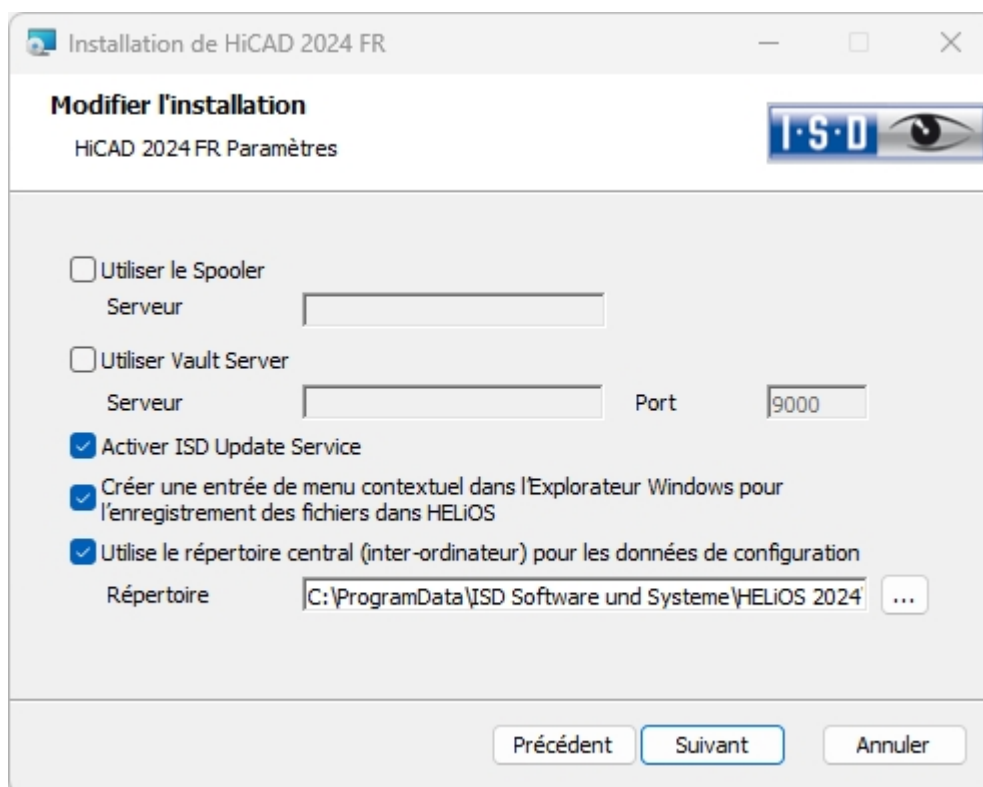 Installation de HiCAD 2024 FR
Modifier l'installation
HiCAD 2024 FR Paramètres
I·S·D
Utiliser le Spooler
Serveur
Utiliser Vault Server
Serveur Port 9000
Activer ISD Update Service
Créer une entrée de menu contextuel dans l'Explorateur Windows pour
l'enregistrement des fichiers dans HELiOS
Utilise le répertoire central (inter-ordinateur) pour les données de configuration
Répertoire C:\ProgramData\ISD Software und Systeme\HELiOS 2024 ...
Précédent Suivant Annuler